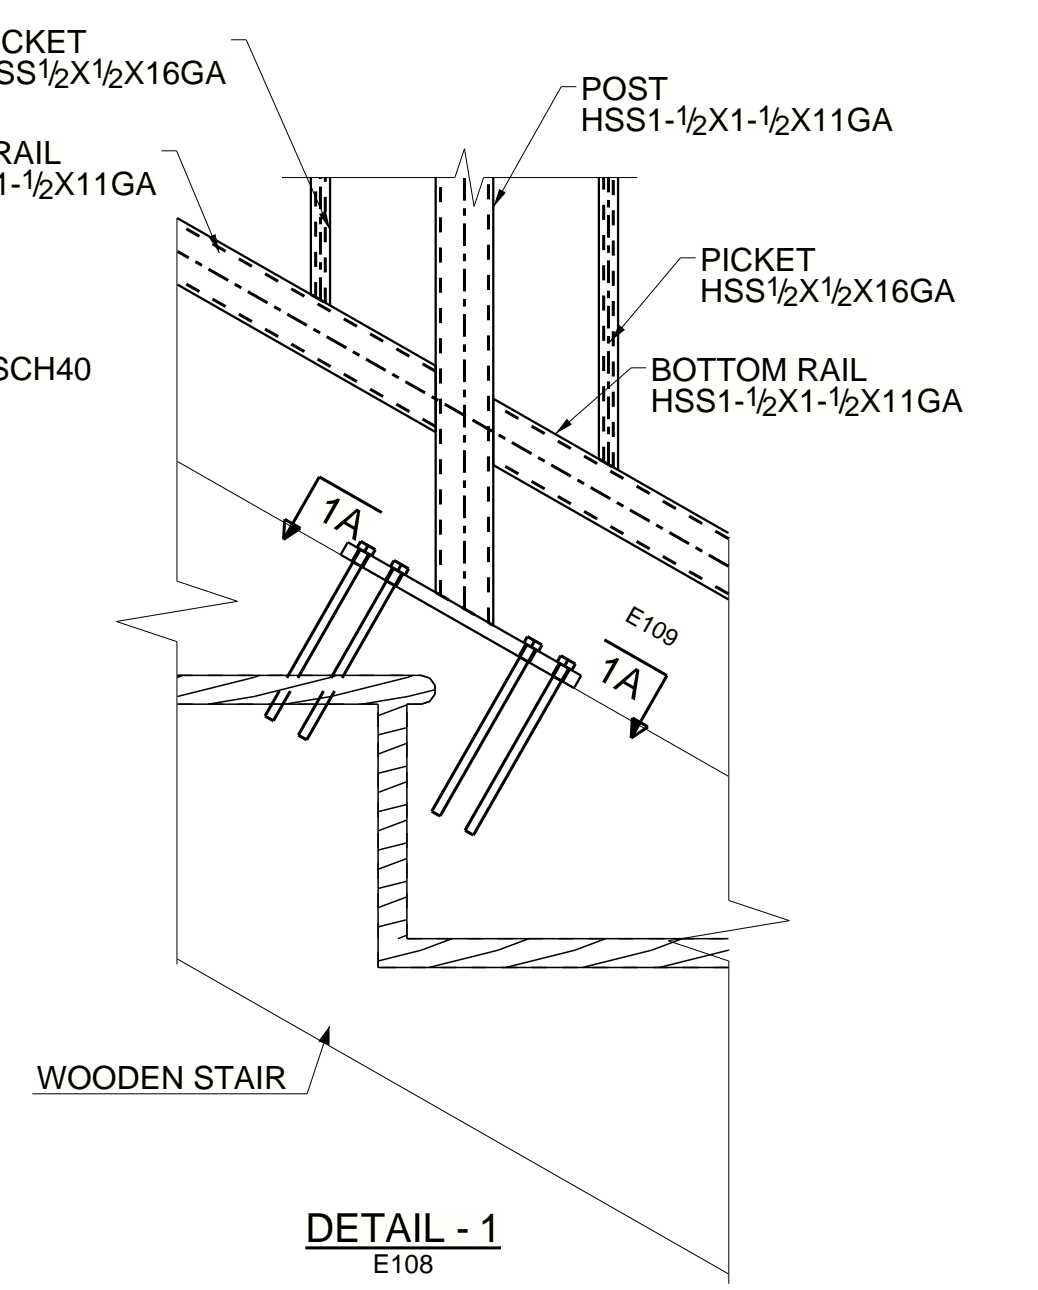 CKET
SS1/2X1/2X16GA
RAIL
1-1/2X11GA
POST
HSS1-1/2X1-1/2X11GA
PICKET
HSS1/2X1/2X16GA
SCH40
BOTTOM RAIL
HSS1-1/2X1-1/2X11GA
1A
E109
1A
WOODEN STAIR
DETAIL - 1
E108